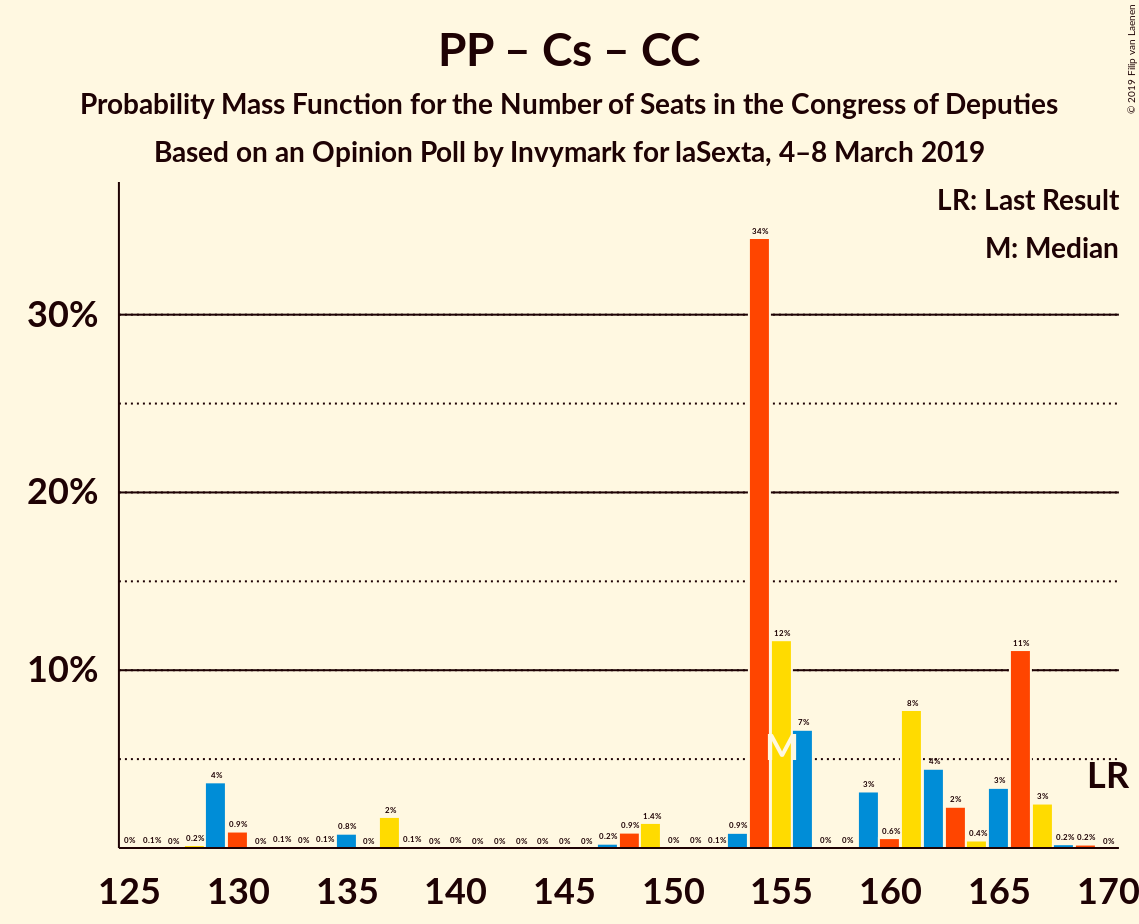 PP – Cs – CC
Probability Mass Function for the Number of Seats in the Congress of Deputies
Based on an Opinion Poll by Invymark for laSexta, 4–8 March 2019
© 2019 Filip van Laenen
LR: Last Result
M: Median
30%
20%
10%
0% 0.1% 0% 0.2% 4% 0.9% 0% 0.1% 0% 0.1% 0.8% 0% 2% 0.1% 0% 0% 0% 0% 0% 0% 0% 0% 0.2% 0.9% 1.4% 0% 0% 0.1% 0.9% 34% 12% 7% 0% 0% 3% 0.6% 8% 4% 2% 0.4% 3% 11% 3% 0.2% 0.2% 0%
M
LR
125 130 135 140 145 150 155 160 165 170